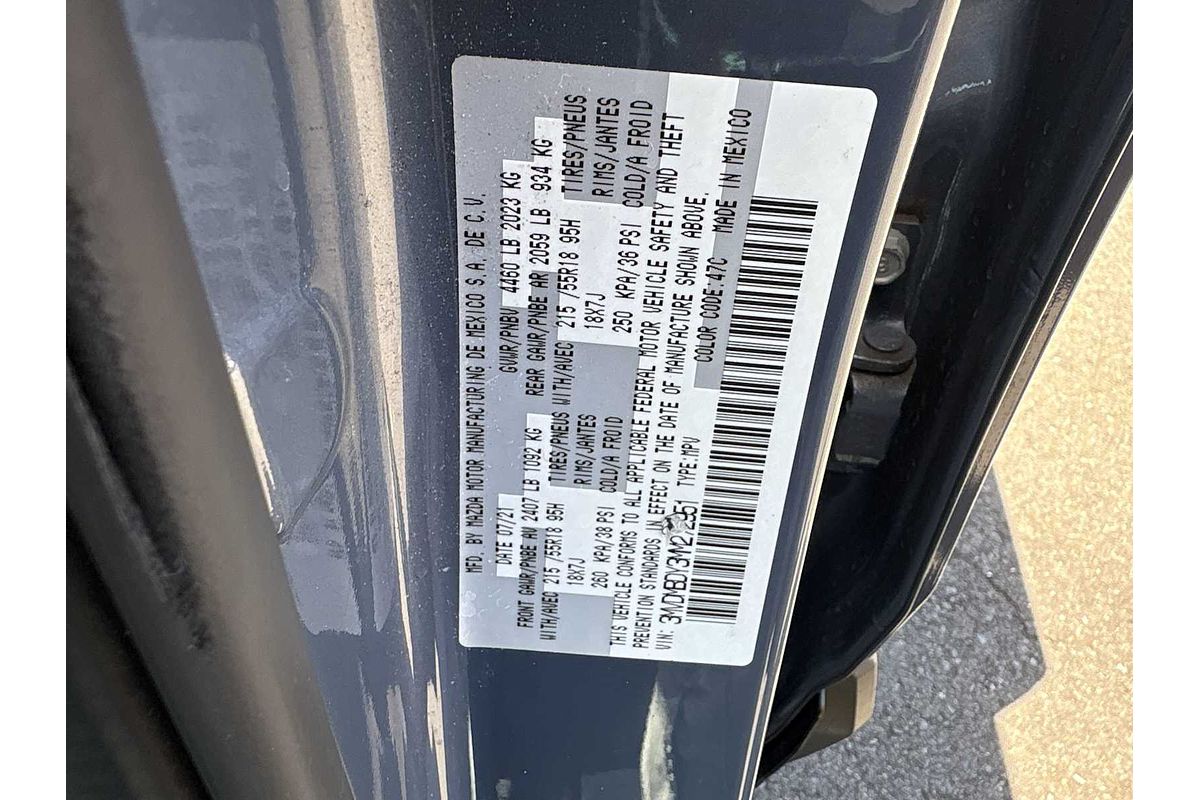 MFD. BY MAZDA MOTOR MANUFACTURING DE MEXICO S.A. DE C.V.
DATE 07/21 GVWR/PNBV 4460 LB 2023 KG
FRONT GAWR/PNBE AV 2407 LB 1092 KG REAR GAWR/PNBE AR 2059 LB 934 KG
WITH/AVEC 215 /55R18 95H TIRES/PNEUS WITH/AVEC 215 /55R18 95H TIRES/PNEUS
18X7J RIMS/JANTES 18X7J RIMS/JANTES
260 KPA/38 PSI COLD/A FROID 250 KPA/36 PSI COLD/A FROID
THIS VEHICLE CONFORMS TO ALL APPLICABLE FEDERAL MOTOR VEHICLE SAFETY AND THEFT
PREVENTION STANDARDS IN EFFECT ON THE DATE OF MANUFACTURE SHOWN ABOVE.
VIN: TYPE:MPV COLOR CODE:47C MADE IN MEXICO